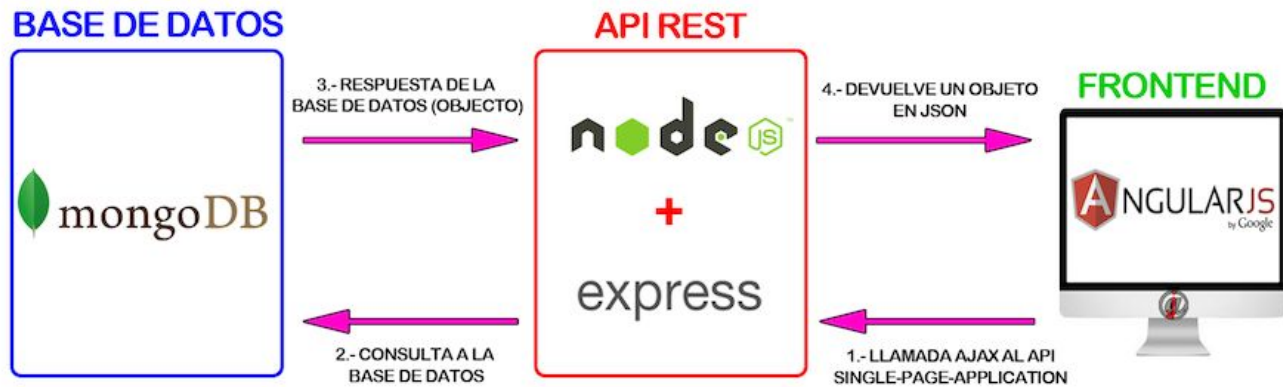 BASE DE DATOS
mongoDB
3.- RESPUESTA DE LA
BASE DE DATOS (OBJECTO)
2.- CONSULTA A LA
BASE DE DATOS
API REST
node JS
+
express
4.- DEVUELVE UN OBJETO
EN JSON
1.- LLAMADA AJAX AL API
SINGLE-PAGE-APPLICATION
FRONTEND
ANGULARJS
by Google